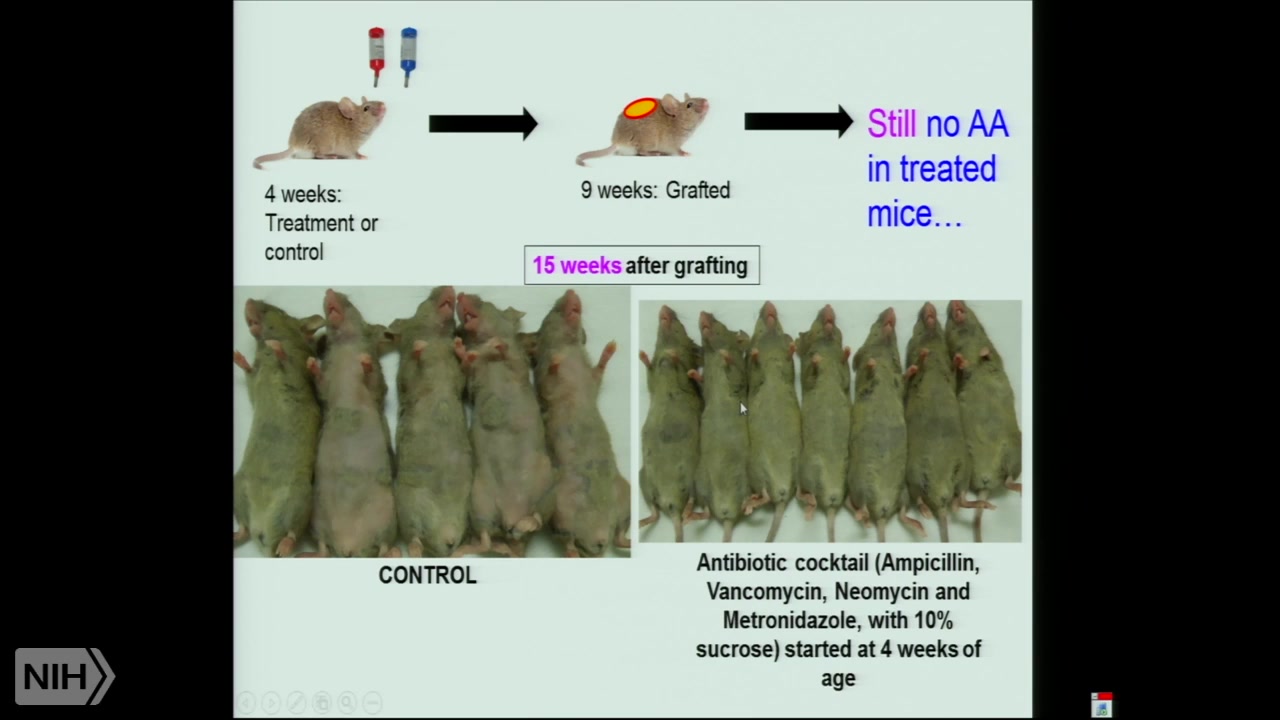 Still no AA
in treated
mice…
4 weeks:
Treatment or
control
9 weeks: Grafted
15 weeks after grafting
CONTROL
Antibiotic cocktail (Ampicillin,
Vancomycin, Neomycin and
Metronidazole, with 10%
sucrose) started at 4 weeks of
age
NIH